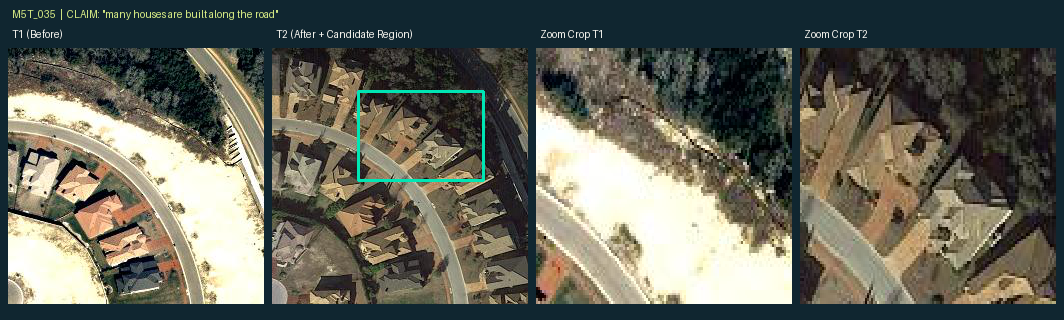 M5T_035 | CLAIM: "many houses are built along the road"
T1 (Before)
T2 (After + Candidate Region)
Zoom Crop T1
Zoom Crop T2